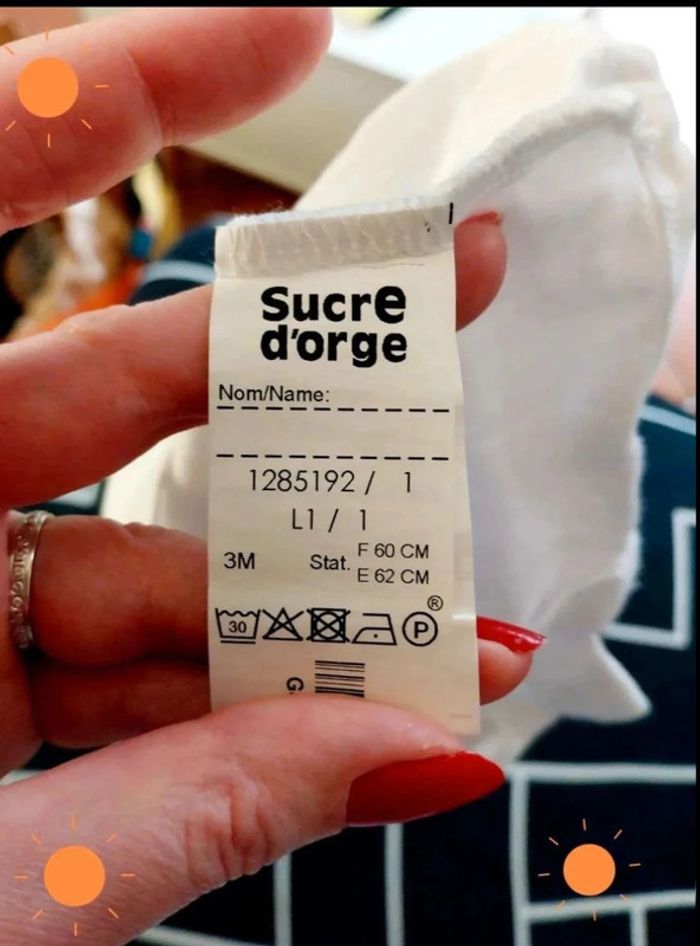 Sucre
d'orge
Nom/Name:
1285192 / 1
L1 / 1
3M Stat. F 60 CM
E 62 CM
®
30 P
G